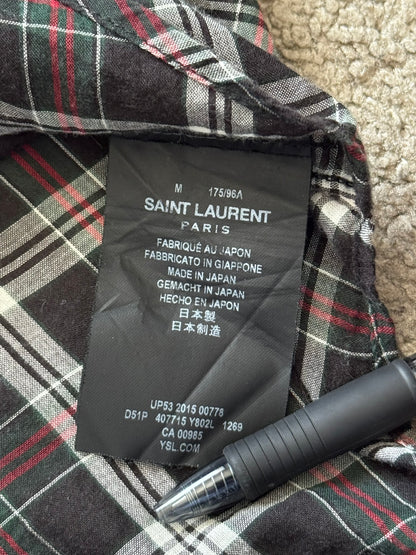 M 175/96A
SAINT LAURENT
PARIS
FABRIQUÉ AU JAPON
FABBRICATO IN GIAPPONE
MADE IN JAPAN
GEMACHT IN JAPAN
HECHO EN JAPON
日本製
日本制造
UP53 2015 00778
D51P 407715 Y802L 1269
CA 00985
YSL.COM